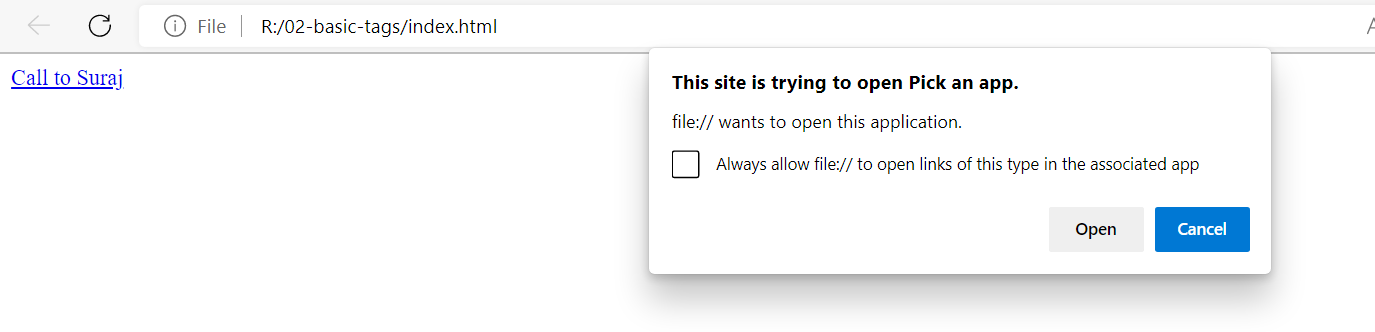 File R:/02-basic-tags/index.html
Call to Suraj
This site is trying to open Pick an app.
file:// wants to open this application.
Always allow file:// to open links of this type in the associated app
Open Cancel